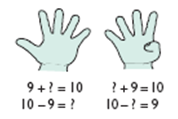 9 + ? = 10
10 - 9 = ?
? + 9 = 10
10 - ? = 9